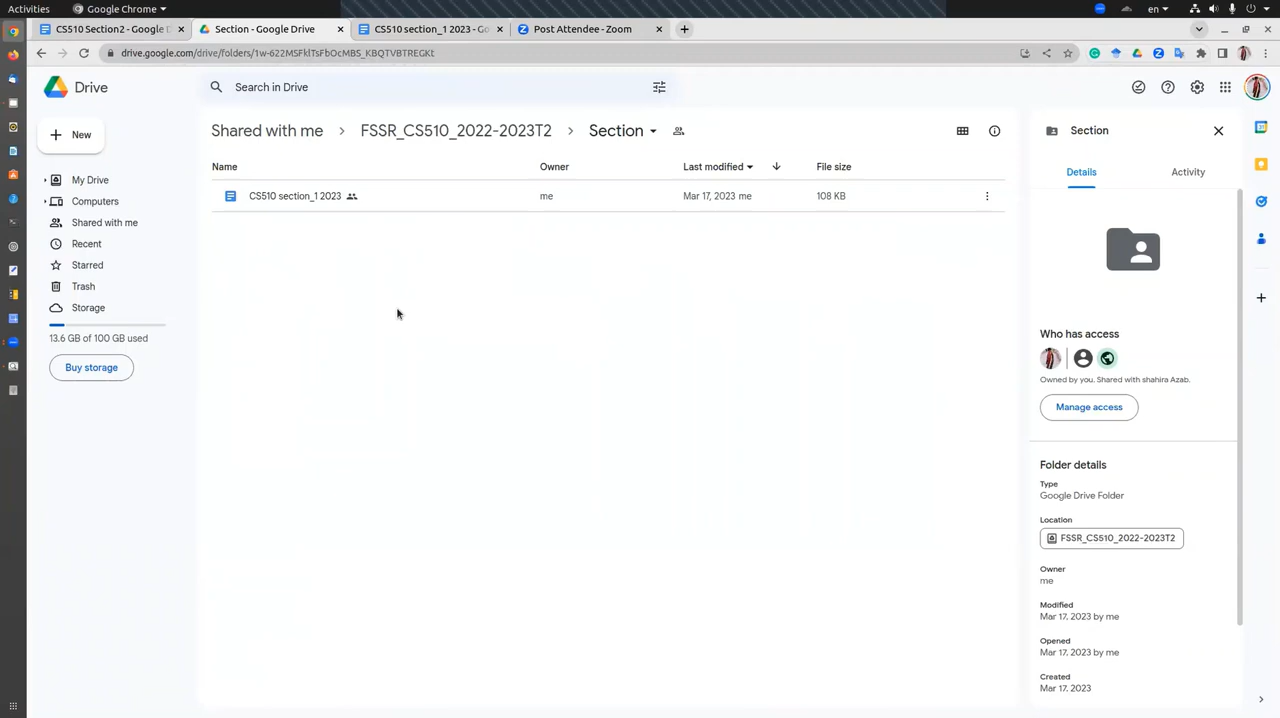 Activities Google Chrome en
CS510 Section2 - Google D Section - Google Drive CS510 section_1 2023 - Go Post Attendee - Zoom
drive.google.com/drive/folders/1w-622MSFklTsFbOcMBS_KBQTVBTREGKt
Drive
Search in Drive
New
My Drive
Computers
Shared with me
Recent
Starred
Trash
Storage
13.6 GB of 100 GB used
Buy storage
Shared with me > FSSR_CS510_2022-2023T2 > Section
Name Owner Last modified File size
CS510 section_1 2023 me Mar 17, 2023 me 108 KB
Section
Details Activity
Who has access
Owned by you. Shared with shahira Azab.
Manage access
Folder details
Type
Google Drive Folder
Location
FSSR_CS510_2022-2023T2
Owner
me
Modified
Mar 17, 2023 by me
Opened
Mar 17, 2023 by me
Created
Mar 17, 2023